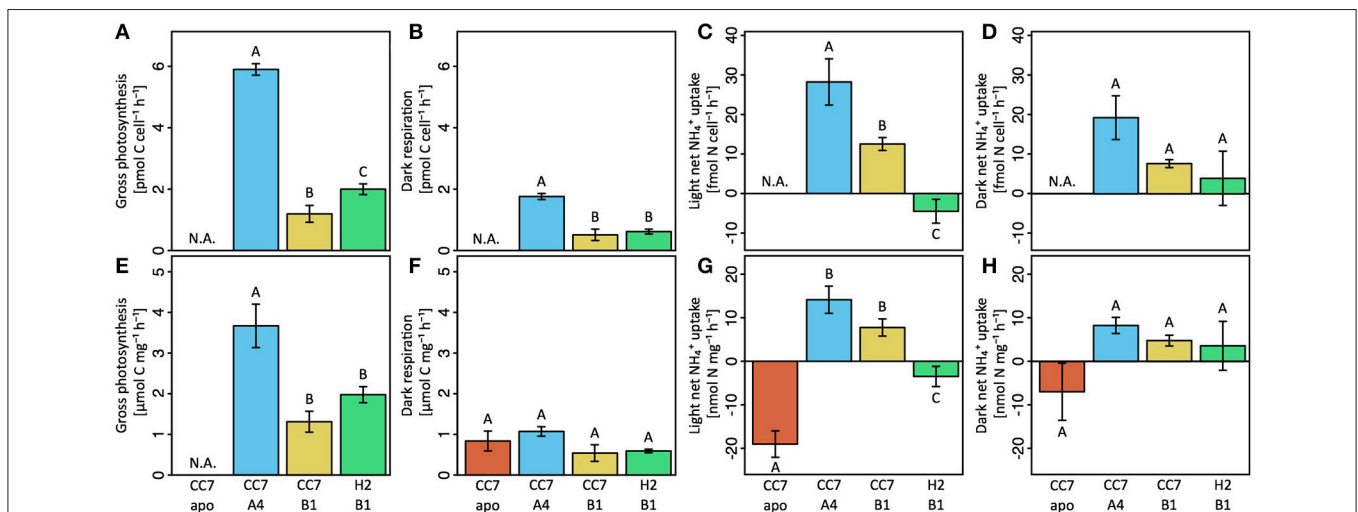 A
Gross photosynthesis
[pmol C cell⁻¹ h⁻¹]
6
4
2
0
N.A.
A
B
C
B
Dark respiration
[pmol C cell⁻¹ h⁻¹]
6
4
2
0
N.A.
A
B
B
C
Light net NH₄⁺ uptake
[fmol N cell⁻¹ h⁻¹]
40
30
20
10
0
-10
N.A.
A
B
C
D
Dark net NH₄⁺ uptake
[fmol N cell⁻¹ h⁻¹]
40
30
20
10
0
-10
N.A.
A
A
A
E
Gross photosynthesis
[µmol C mg⁻¹ h⁻¹]
5
4
3
2
1
0
N.A.
A
B
B
CC7 CC7 CC7 H2
apo A4 B1 B1
F
Dark respiration
[µmol C mg⁻¹ h⁻¹]
5
4
3
2
1
0
A
A
A
A
CC7 CC7 CC7 H2
apo A4 B1 B1
G
Light net NH₄⁺ uptake
[nmol N mg⁻¹ h⁻¹]
20
10
0
-10
-20
A
B
B
C
CC7 CC7 CC7 H2
apo A4 B1 B1
H
Dark net NH₄⁺ uptake
[nmol N mg⁻¹ h⁻¹]
20
10
0
-10
-20
A
A
A
A
CC7 CC7 CC7 H2
apo A4 B1 B1